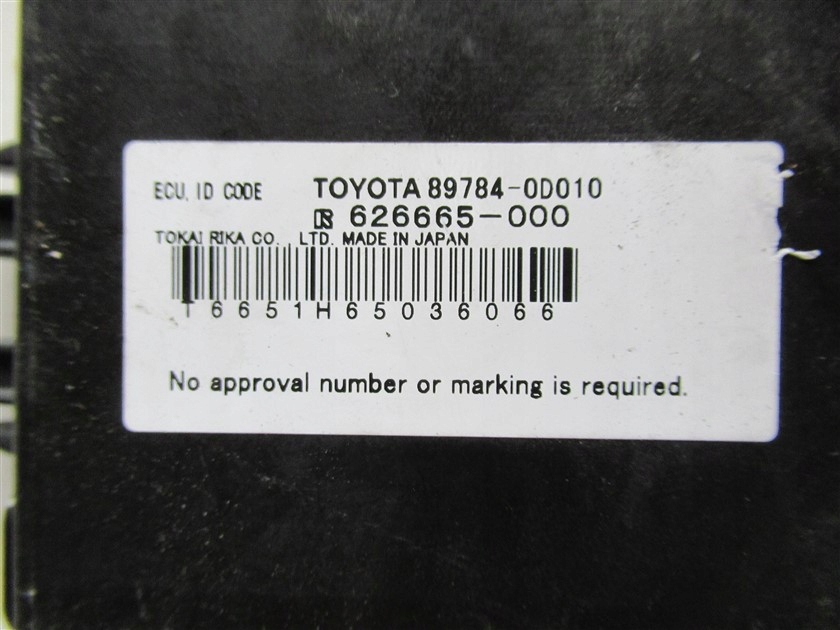 ECU, ID CODE TOYOTA 89784-0D010
626665-000
TOKAI RIKA CO., LTD. MADE IN JAPAN
T6651H65036066
No approval number or marking is required.